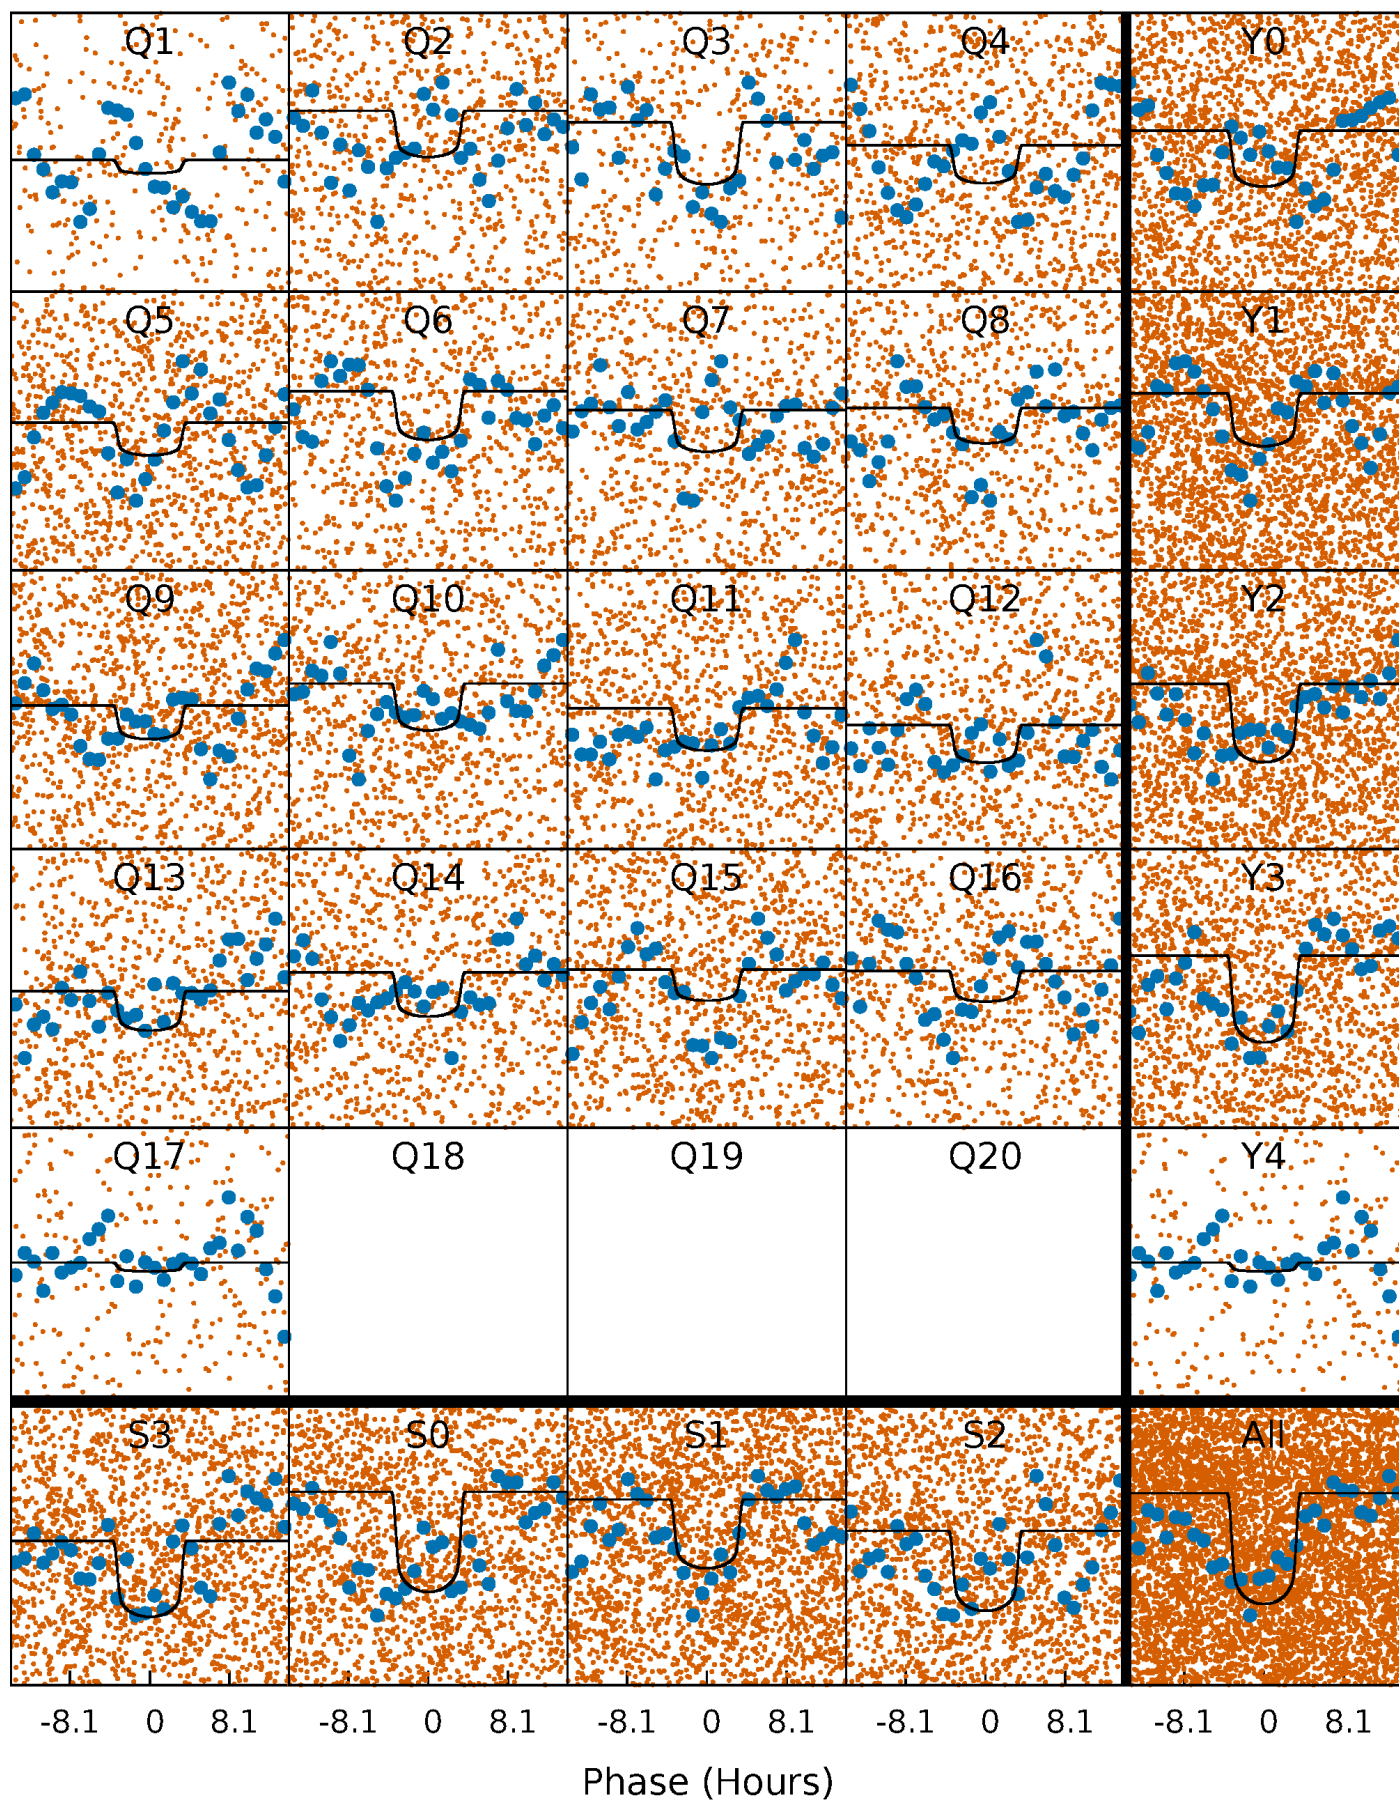 Q1 Q2 Q3 Q4 Y0
Q5 Q6 Q7 Q8 Y1
Q9 Q10 Q11 Q12 Y2
Q13 Q14 Q15 Q16 Y3
Q17 Q18 Q19 Q20 Y4
S3 S0 S1 S2 All
-8.1 0 8.1 -8.1 0 8.1 -8.1 0 8.1 -8.1 0 8.1 -8.1 0 8.1
Phase (Hours)